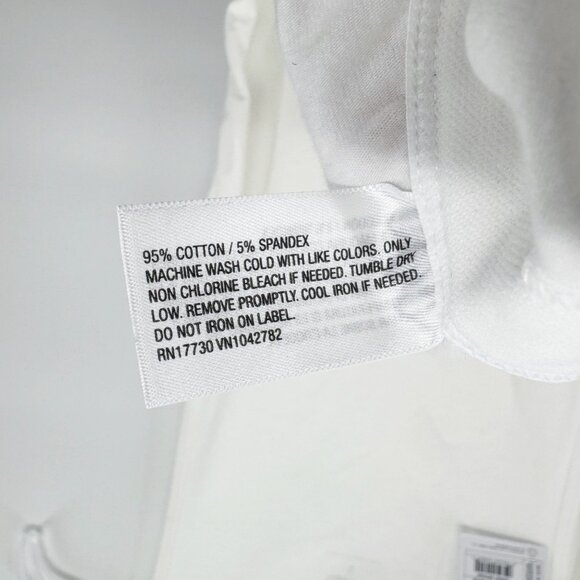 95% COTTON / 5% SPANDEX
MACHINE WASH COLD WITH LIKE COLORS. ONLY
NON CHLORINE BLEACH IF NEEDED. TUMBLE DRY
LOW. REMOVE PROMPTLY. COOL IRON IF NEEDED.
DO NOT IRON ON LABEL.
RN17730 VN1042782